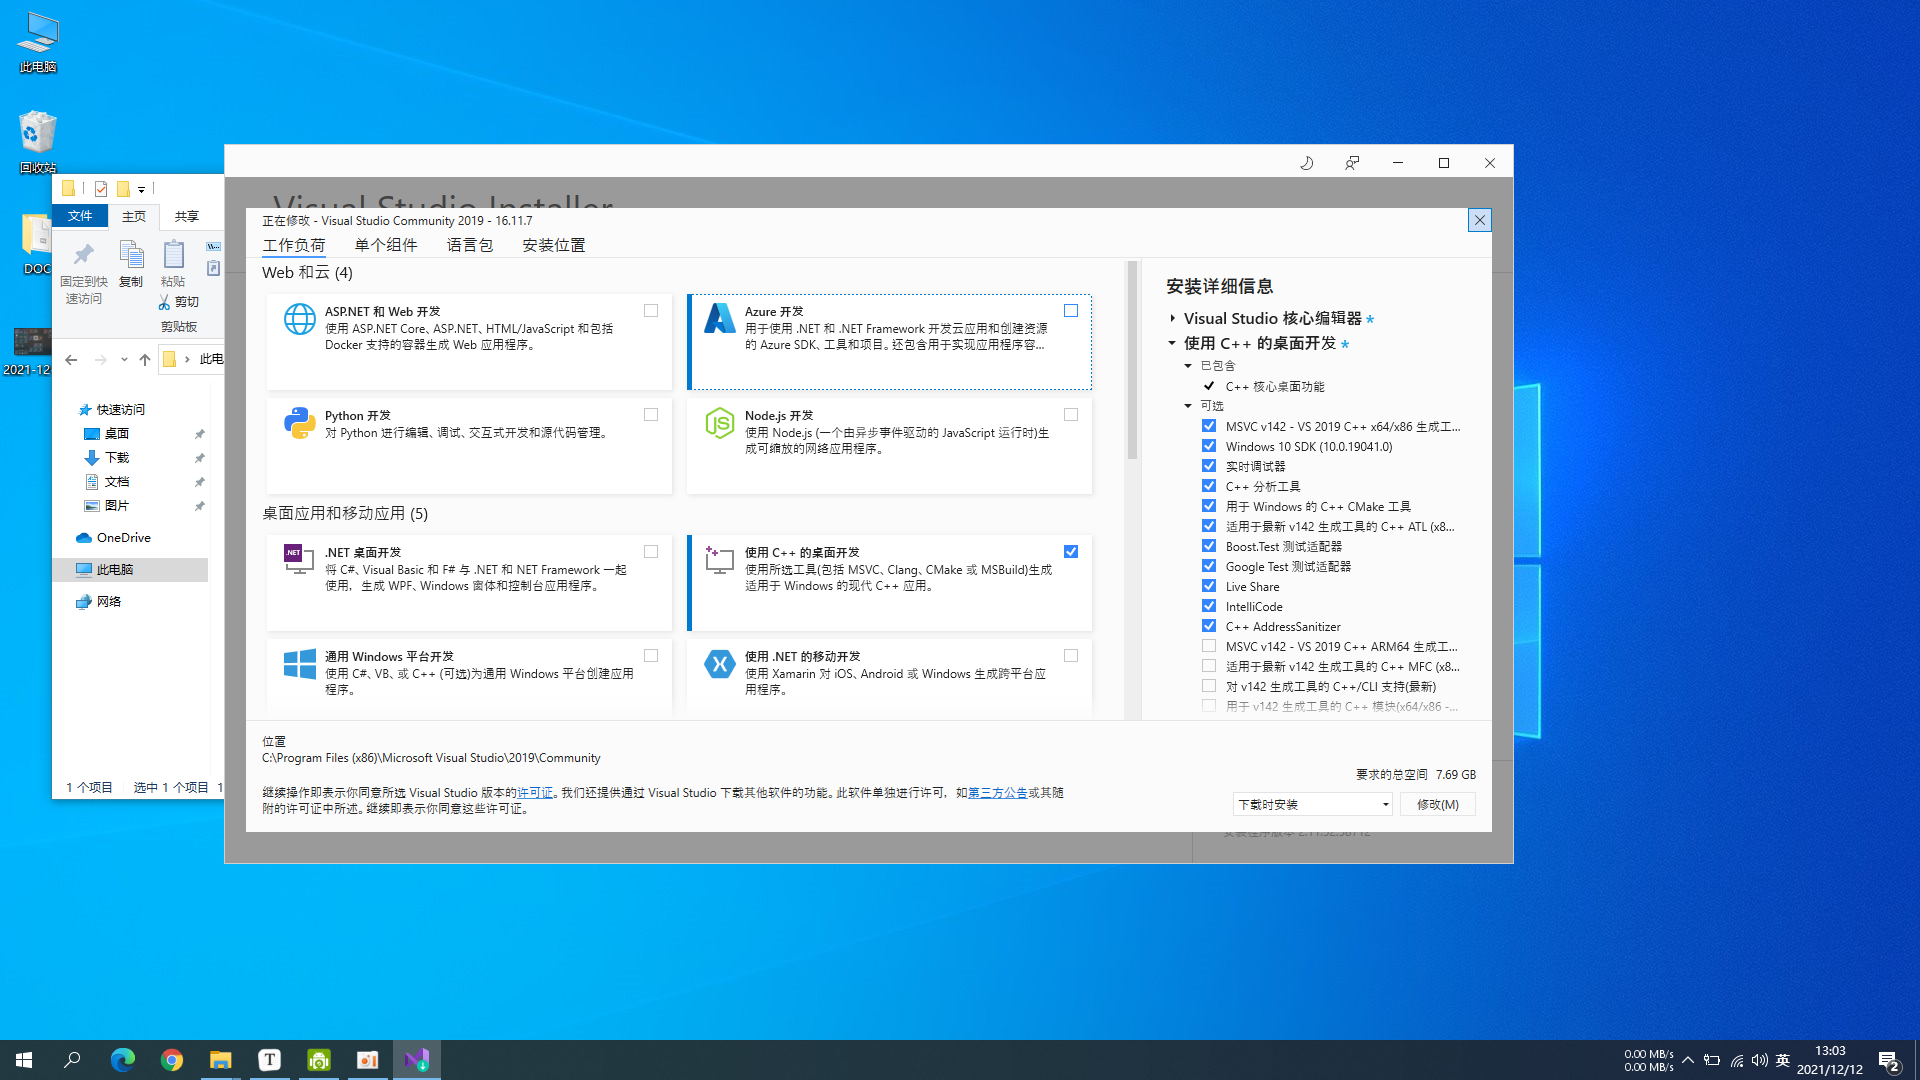 此电脑
回收站
DOC
2021-12-
文件
主页
共享
固定到快
速访问
复制
粘贴
剪切
剪贴板
此电
快速访问
桌面
下载
文档
图片
OneDrive
此电脑
网络
1 个项目
选中 1 个项目
1
Visual Studio Installer
正在修改 - Visual Studio Community 2019 - 16.11.7
工作负荷
单个组件
语言包
安装位置
Web 和云 (4)
ASP.NET 和 Web 开发
使用 ASP.NET Core、ASP.NET、HTML/JavaScript 和包括
Docker 支持的容器生成 Web 应用程序。
Azure 开发
用于使用 .NET 和 .NET Framework 开发云应用和创建资源
的 Azure SDK、工具和项目。还包含用于实现应用程序容...
Python 开发
对 Python 进行编辑、调试、交互式开发和源代码管理。
Node.js 开发
使用 Node.js (一个由异步事件驱动的 JavaScript 运行时)生
成可缩放的网络应用程序。
桌面应用和移动应用 (5)
.NET 桌面开发
将 C#、Visual Basic 和 F# 与 .NET 和 NET Framework 一起
使用，生成 WPF、Windows 窗体和控制台应用程序。
使用 C++ 的桌面开发
使用所选工具(包括 MSVC、Clang、CMake 或 MSBuild)生成
适用于 Windows 的现代 C++ 应用。
通用 Windows 平台开发
使用 C#、VB、或 C++ (可选)为通用 Windows 平台创建应用
程序。
使用 .NET 的移动开发
使用 Xamarin 对 iOS、Android 或 Windows 生成跨平台应
用程序。
安装详细信息
Visual Studio 核心编辑器 *
使用 C++ 的桌面开发 *
已包含
C++ 核心桌面功能
可选
MSVC v142 - VS 2019 C++ x64/x86 生成工...
Windows 10 SDK (10.0.19041.0)
实时调试器
C++ 分析工具
用于 Windows 的 C++ CMake 工具
适用于最新 v142 生成工具的 C++ ATL (x8...
Boost.Test 测试适配器
Google Test 测试适配器
Live Share
IntelliCode
C++ AddressSanitizer
MSVC v142 - VS 2019 C++ ARM64 生成工...
适用于最新 v142 生成工具的 C++ MFC (x8...
对 v142 生成工具的 C++/CLI 支持(最新)
用于 v142 生成工具的 C++ 模块(x64/x86 -...
位置
C:\Program Files (x86)\Microsoft Visual Studio\2019\Community
继续操作即表示你同意所选 Visual Studio 版本的许可证。我们还提供通过 Visual Studio 下载其他软件的功能。此软件单独进行许可，如第三方公告或其随
附的许可证中所述。继续即表示你同意这些许可证。
要求的总空间 7.69 GB
下载时安装
修改(M)
0.00 MB/s
0.00 MB/s
英
13:03
2021/12/12
2